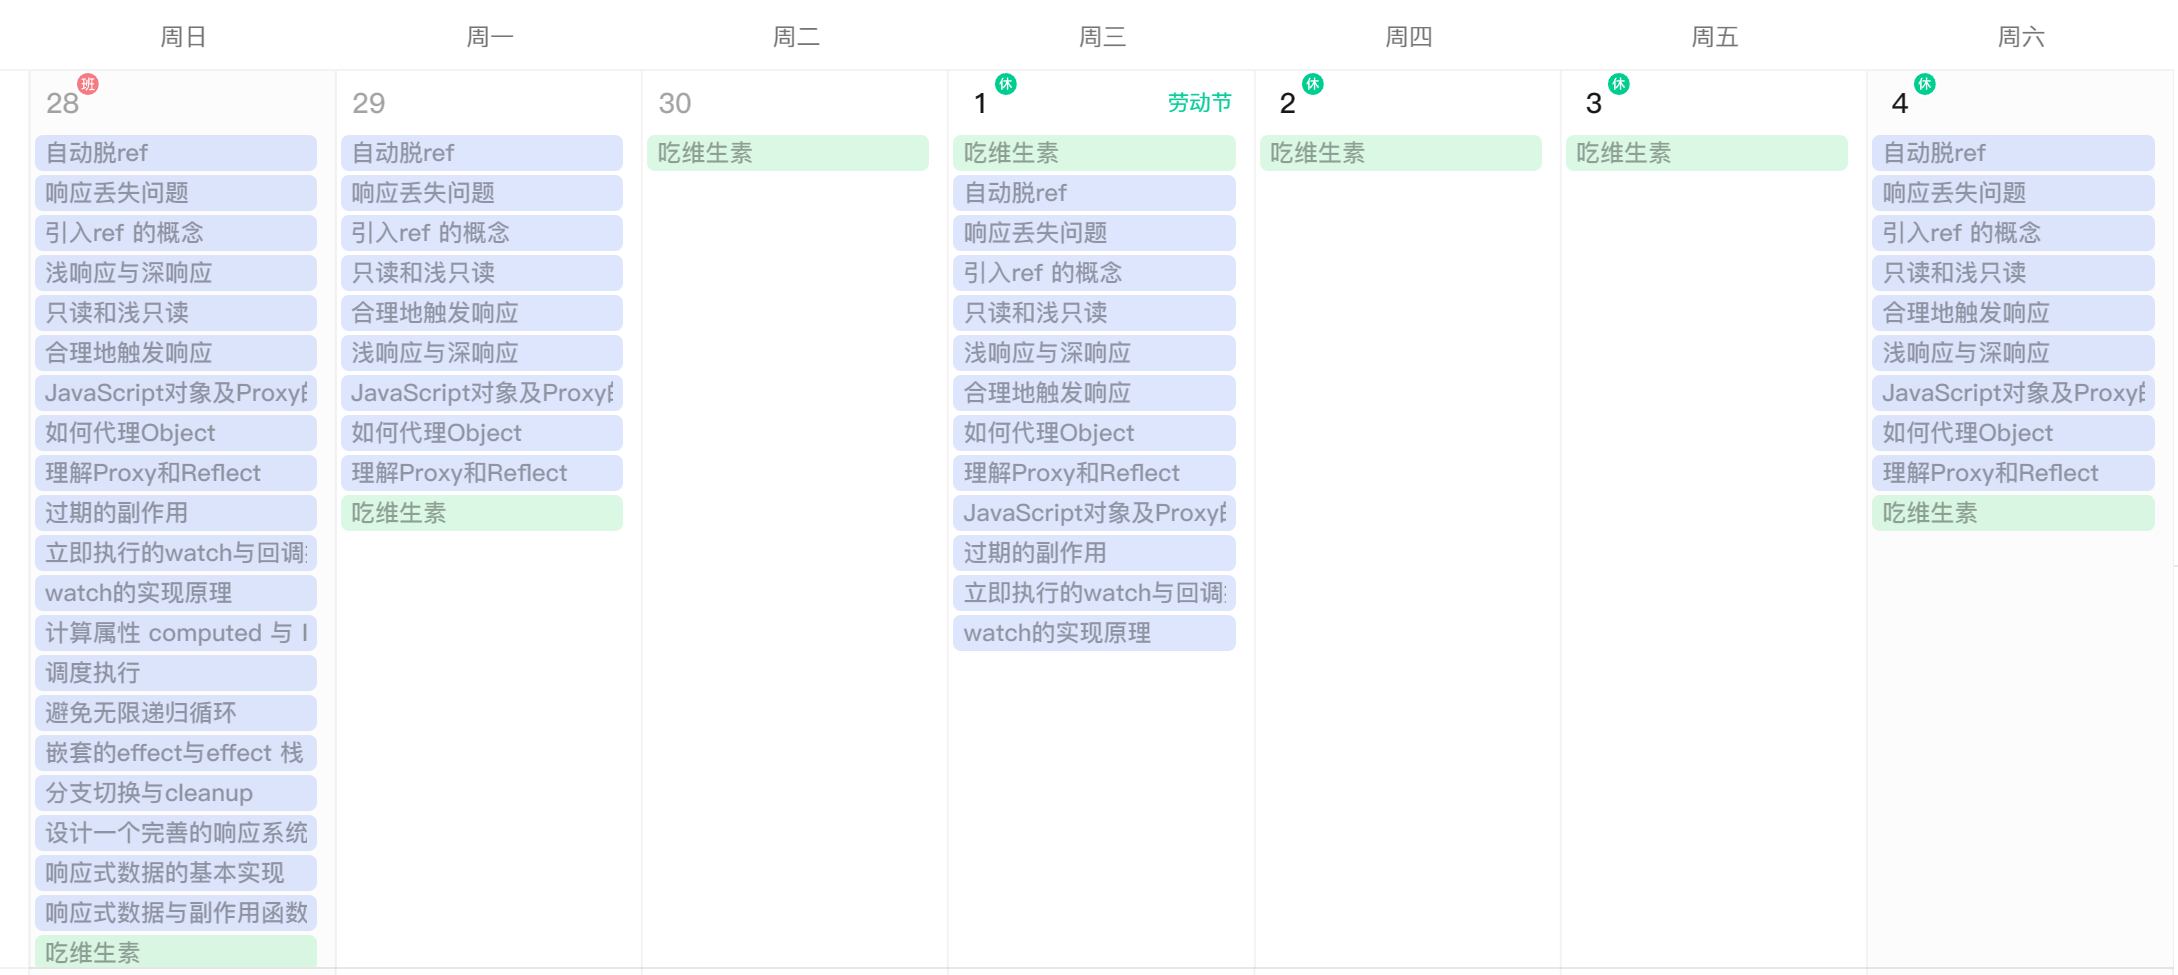 周日
周一
周二
周三
周四
周五
周六
28 班
自动脱ref
响应丢失问题
引入ref 的概念
浅响应与深响应
只读和浅只读
合理地触发响应
JavaScript对象及Proxy
如何代理Object
理解Proxy和Reflect
过期的副作用
立即执行的watch与回调
watch的实现原理
计算属性 computed 与 l
调度执行
避免无限递归循环
嵌套的effect与effect 栈
分支切换与cleanup
设计一个完善的响应系统
响应式数据的基本实现
响应式数据与副作用函数
吃维生素
29
自动脱ref
响应丢失问题
引入ref 的概念
只读和浅只读
合理地触发响应
浅响应与深响应
JavaScript对象及Proxy
如何代理Object
理解Proxy和Reflect
吃维生素
30
吃维生素
1 休 劳动节
吃维生素
自动脱ref
响应丢失问题
引入ref 的概念
只读和浅只读
浅响应与深响应
合理地触发响应
如何代理Object
理解Proxy和Reflect
JavaScript对象及Proxy
过期的副作用
立即执行的watch与回调
watch的实现原理
2 休
吃维生素
3 休
吃维生素
4 休
自动脱ref
响应丢失问题
引入ref 的概念
只读和浅只读
合理地触发响应
浅响应与深响应
JavaScript对象及Proxy
如何代理Object
理解Proxy和Reflect
吃维生素